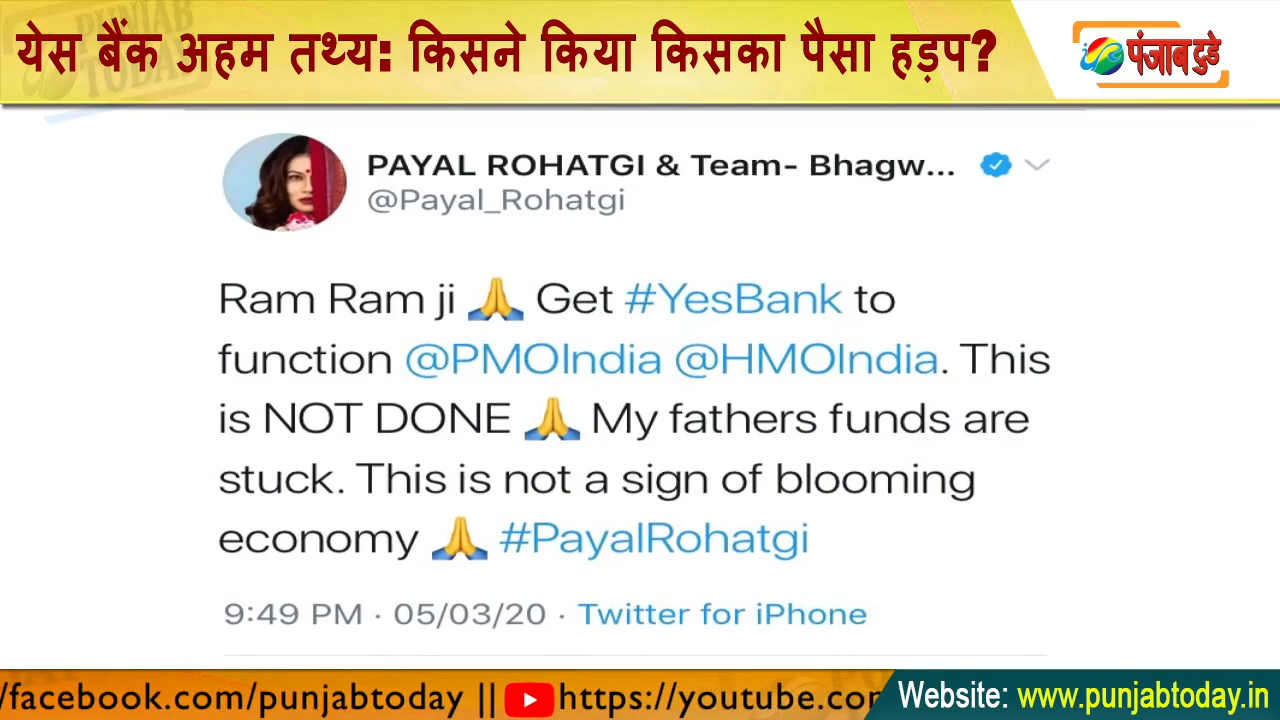 येस बैंक अहम तथ्य: किसने किया किसका पैसा हड़प?
पंजाब टुडे
PUNJAB
TODAY
PAYAL ROHATGI & Team- Bhagw...
@Payal_Rohatgi
Ram Ram ji 🙏 Get #YesBank to
function @PMOIndia @HMOIndia. This
is NOT DONE 🙏 My fathers funds are
stuck. This is not a sign of blooming
economy 🙏 #PayalRohatgi
9:49 PM · 05/03/20 · Twitter for iPhone
/facebook.com/punjabtoday || https://youtube.com
Website: www.punjabtoday.in